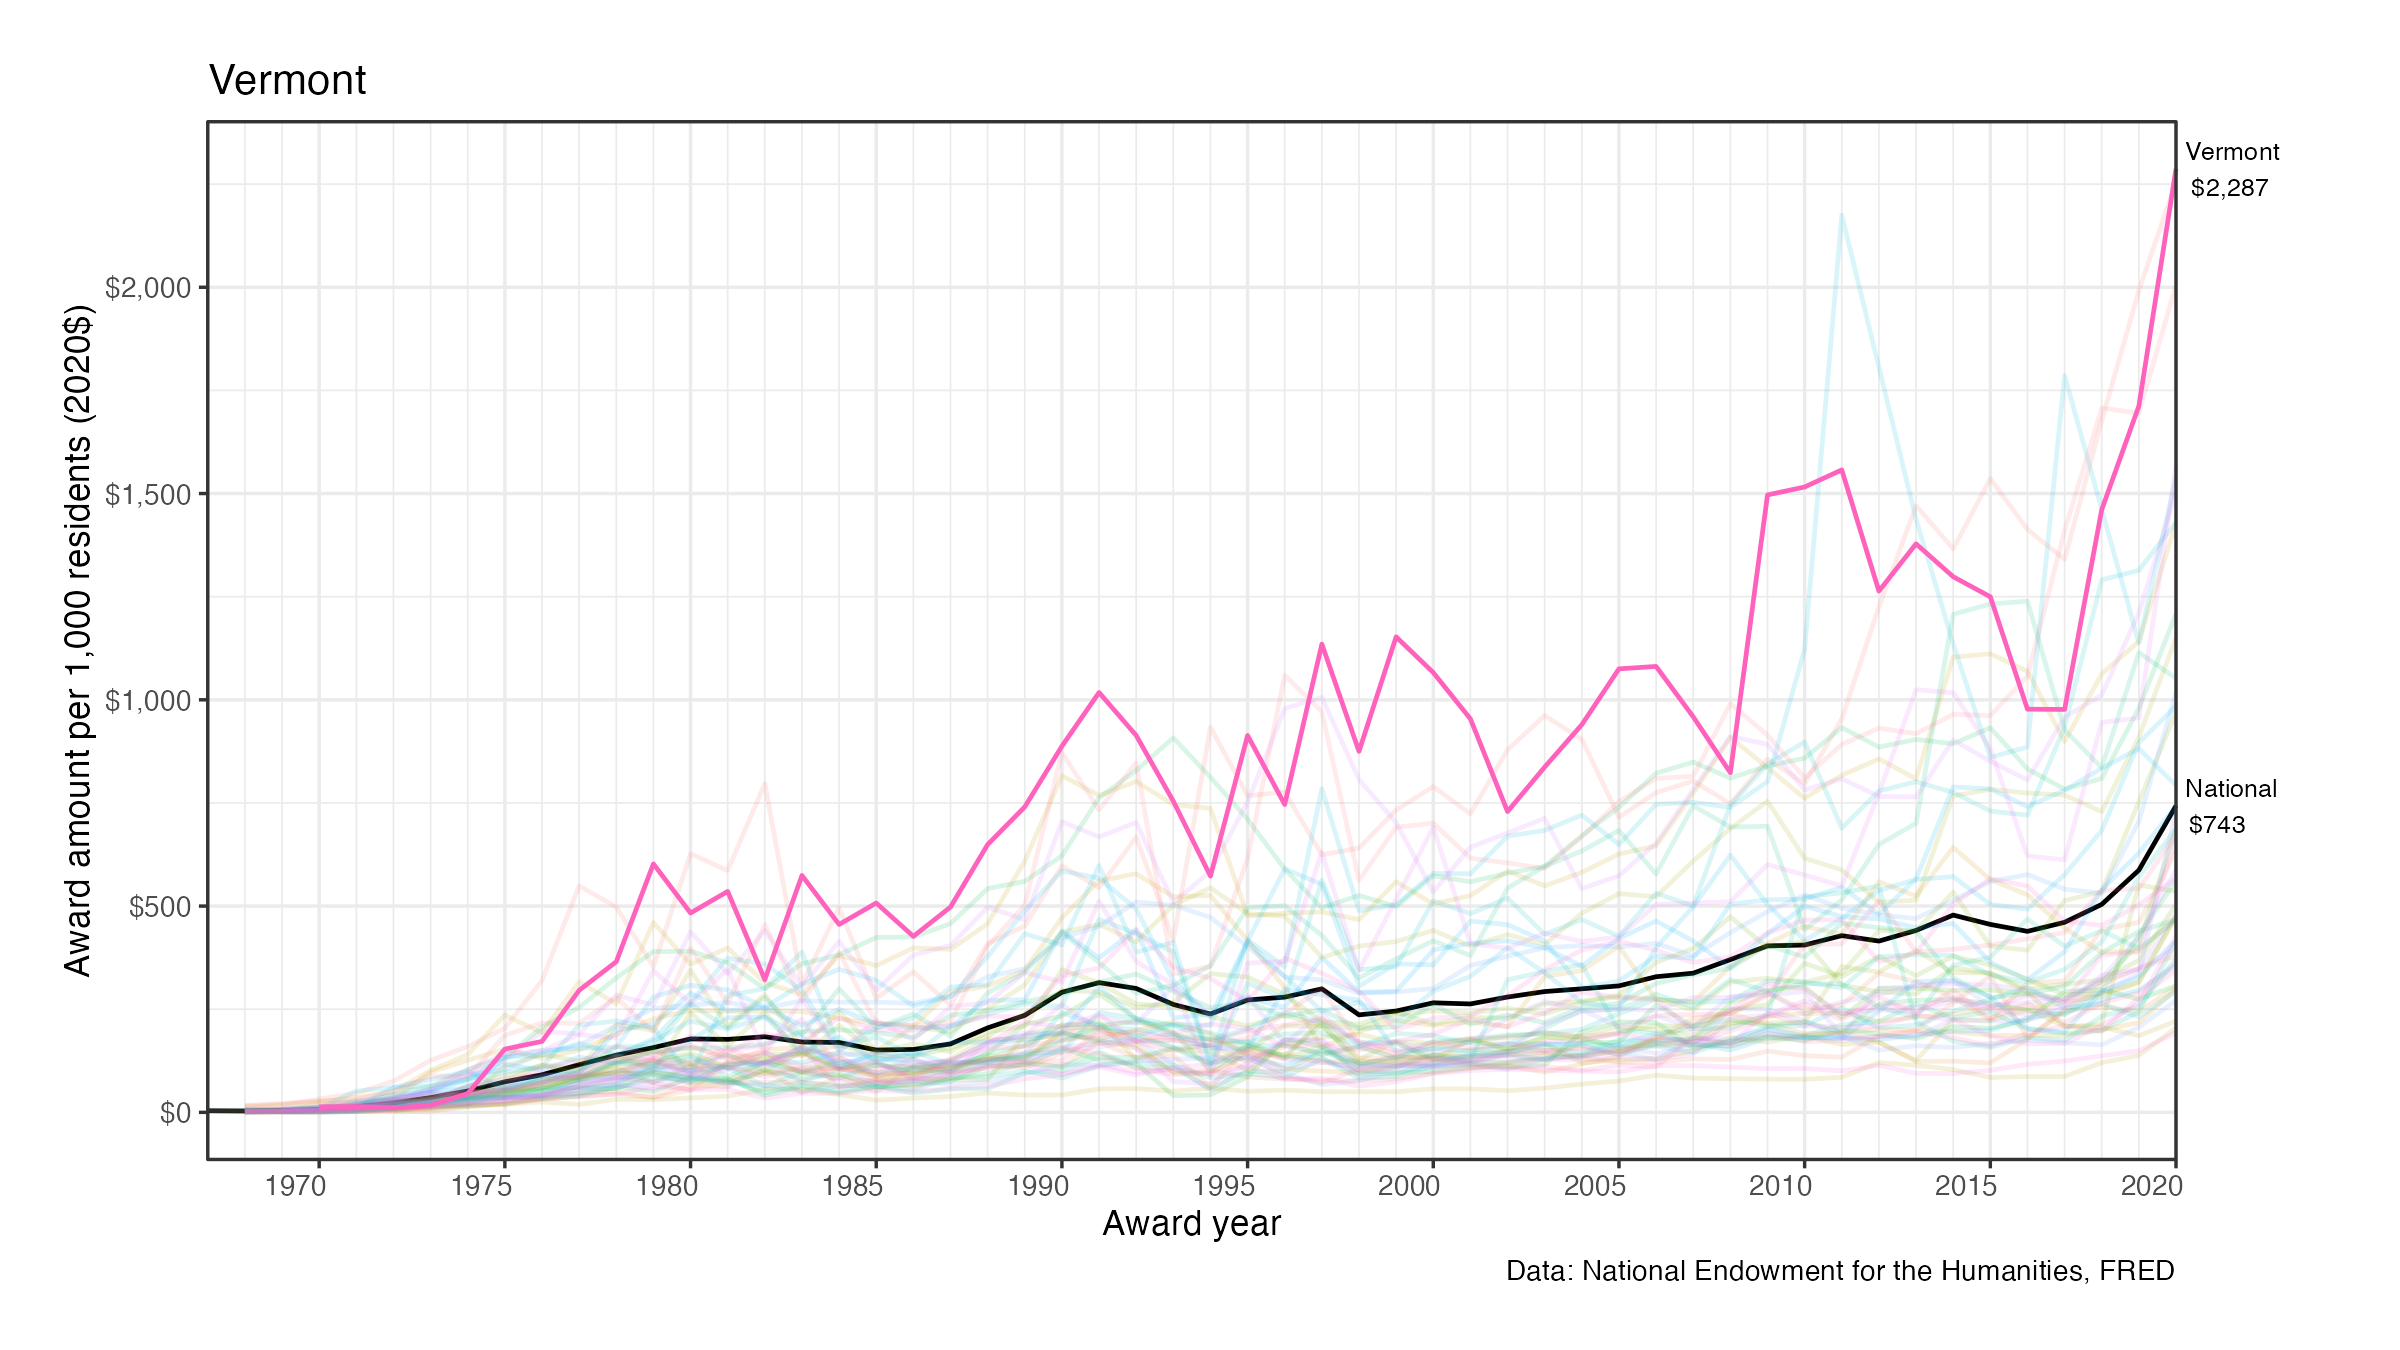 Vermont
Award amount per 1,000 residents (2020$)
$2,000
$1,500
$1,000
$500
$0
Vermont
$2,287
National
$743
1970 1975 1980 1985 1990 1995 2000 2005 2010 2015 2020
Award year
Data: National Endowment for the Humanities, FRED